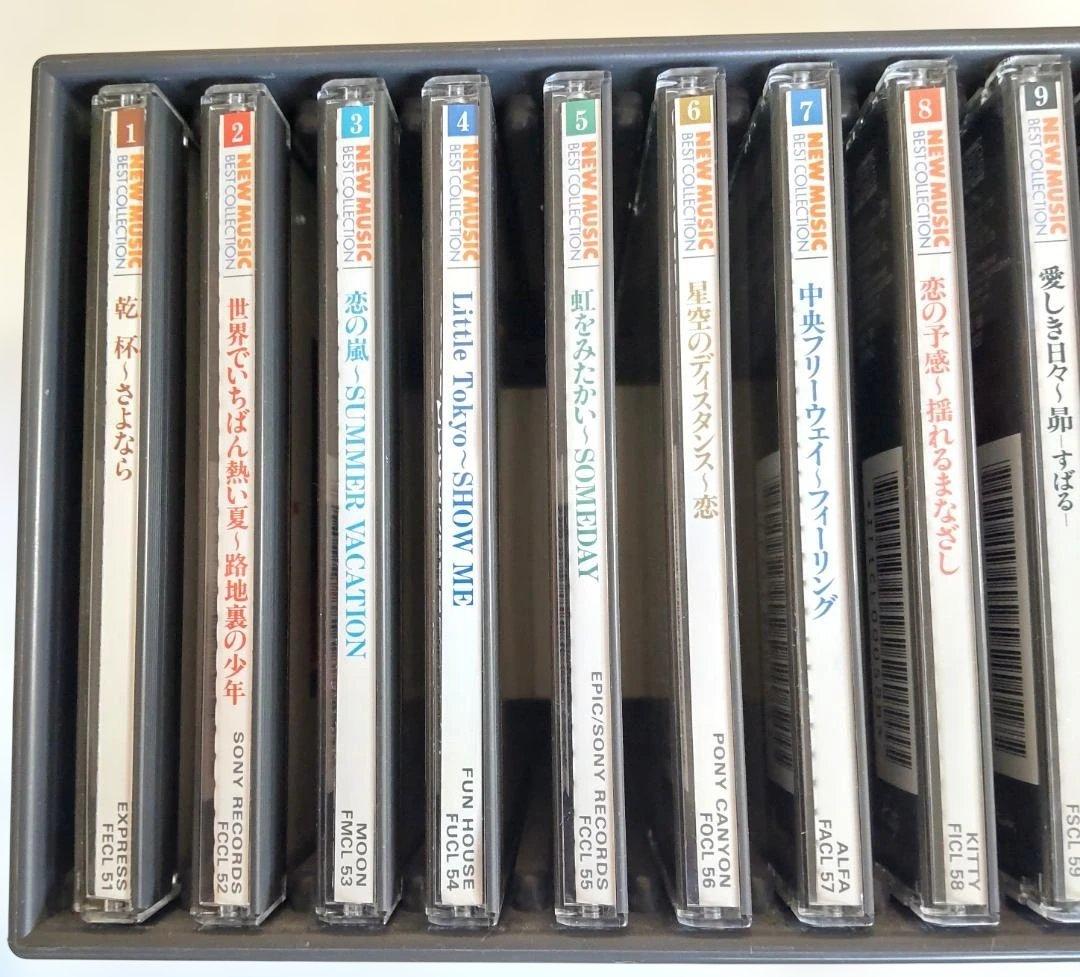 1
NEW MUSIC
BEST COLLECTION
乾杯〜さよなら
EXPRESS
FECL 51
2
NEW MUSIC
BEST COLLECTION
世界でいちばん熱い夏〜路地裏の少年
SONY RECORDS
FCCL 52
3
NEW MUSIC
BEST COLLECTION
恋の嵐〜SUMMER VACATION
MOON
FMCL 53
4
NEW MUSIC
BEST COLLECTION
Little Tokyo〜SHOW ME
FUN HOUSE
FUCL 54
5
NEW MUSIC
BEST COLLECTION
虹をみたかい〜SOMEDAY
EPIC/SONY RECORDS
FCCL 55
6
NEW MUSIC
BEST COLLECTION
星空のディスタンス〜恋
PONY CANYON
FOCL 56
7
NEW MUSIC
BEST COLLECTION
中央フリーウェイ〜フィーリング
ALFA
FACL 57
8
NEW MUSIC
BEST COLLECTION
恋の予感〜揺れるまなざし
KITTY
FICL 58
9
NEW MUSIC
BEST COLLECTION
愛しき日々〜昴―すばる―
FSCL 59